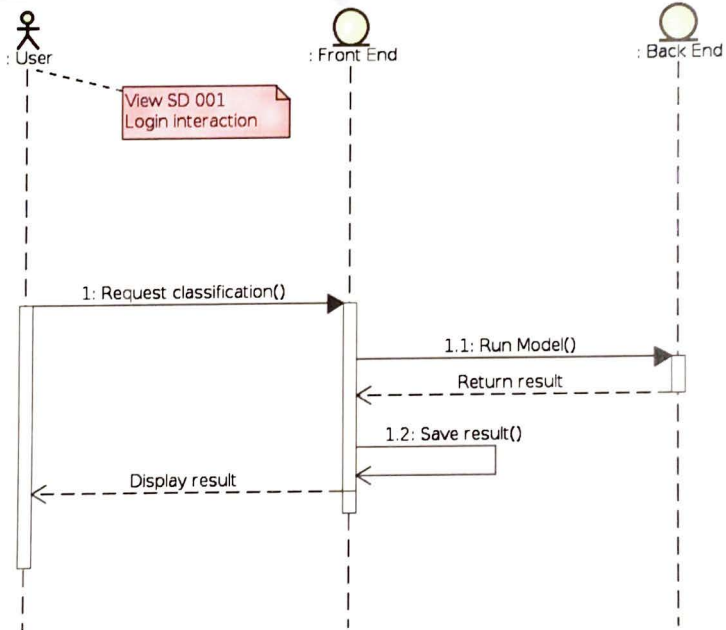 : User
: Front End
: Back End
View SD 001
Login interaction
1: Request classification()
1.1: Run Model()
Return result
1.2: Save result()
Display result